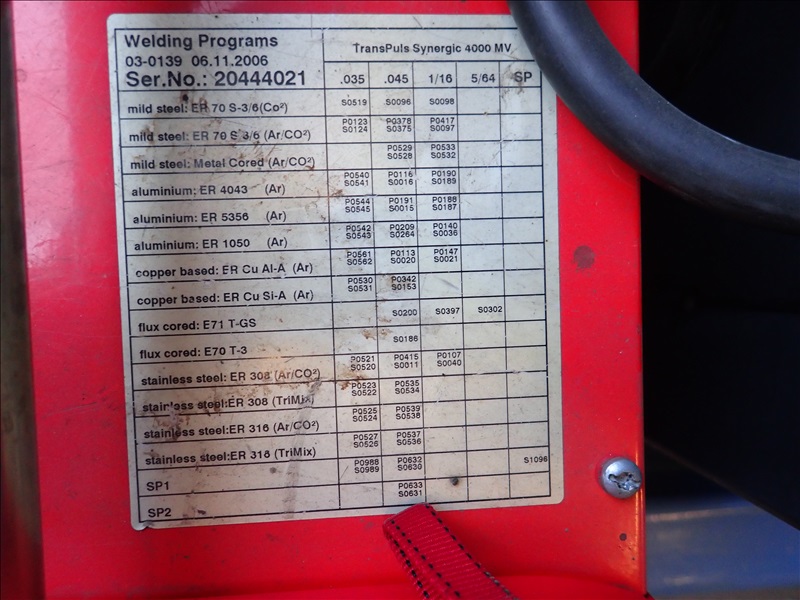 Welding Programs
TransPuls Synergic 4000 MV
03-0139 06.11.2006
Ser.No.: 20444021 .035 .045 1/16 5/64 SP
mild steel: ER 70 S-3/6(Co²) S0519 S0096 S0098
P0123 P0378 P0417
mild steel: ER 70 S 3/6 (Ar/CO²) S0124 S0375 S0097
P0529 P0533
mild steel: Metal Cored (Ar/CO²) S0528 S0532
P0540 P0116 P0190
aluminium: ER 4043 (Ar) S0541 S0016 S0189
P0544 P0191 P0188
aluminium: ER 5356 (Ar) S0545 S0015 S0187
P0542 P0209 P0140
aluminium: ER 1050 (Ar) S0543 S0264 S0036
P0561 P0113 P0147
copper based: ER Cu Al-A (Ar) S0562 S0020 S0021
P0530 P0342
copper based: ER Cu Si-A (Ar) S0531 S0153
flux cored: E71 T-GS S0200 S0397 S0302
flux cored: E70 T-3 S0186
P0521 P0415 P0107
stainless steel: ER 308 (Ar/CO²) S0520 S0011 S0040
P0523 P0535
stainless steel:ER 308 (TriMix) S0522 S0534
P0525 P0539
stainless steel:ER 316 (Ar/CO²) S0524 S0538
P0527 P0537
stainless steel:ER 316 (TriMix) S0526 S0536
P0988 P0632 S1096
SP1 S0989 S0630
P0633
SP2 S0631